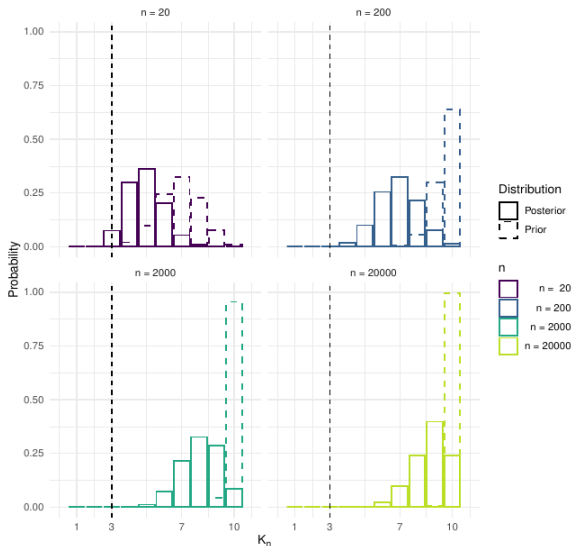 n = 20
n = 200
1.00
0.75
0.50
0.25
0.00
Probability
Distribution
Posterior
Prior
n
n = 20
n = 200
n = 2000
n = 20000
n = 2000
n = 20000
1.00
0.75
0.50
0.25
0.00
1 3 7 10
1 3 7 10
Kn